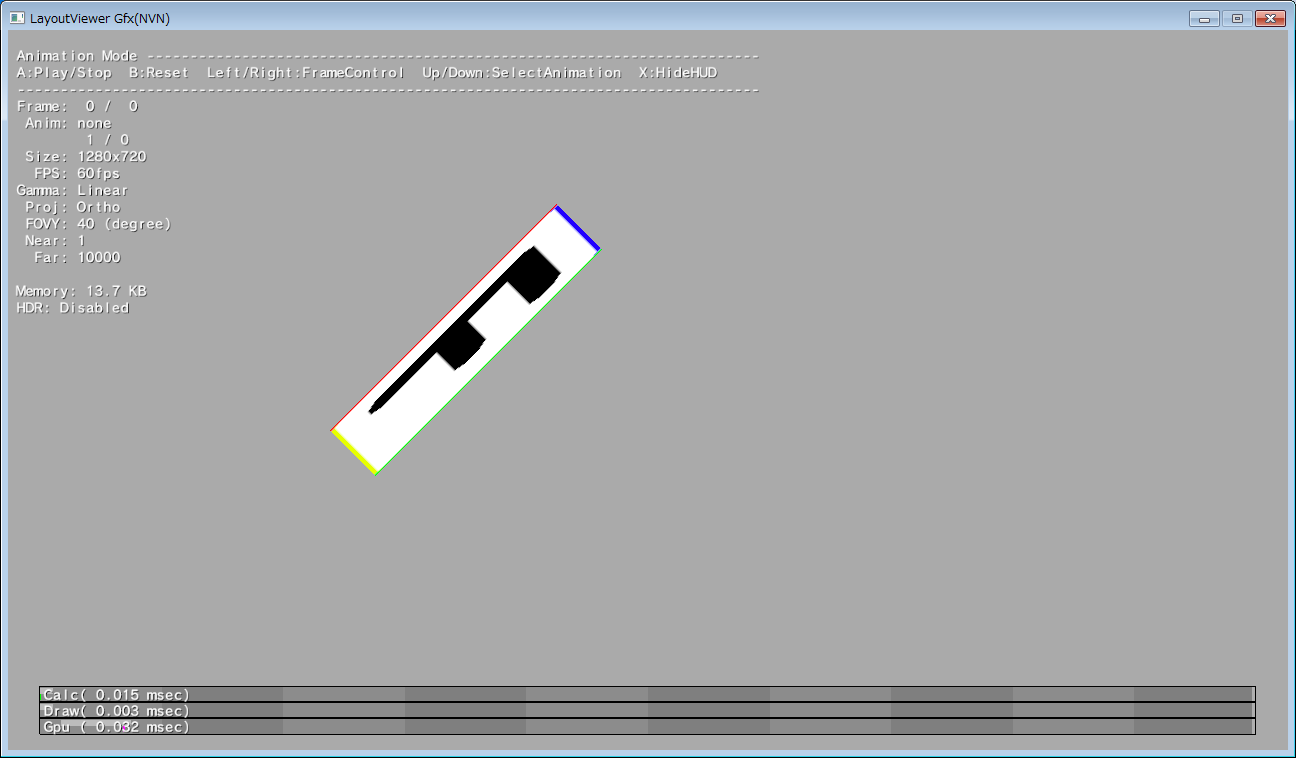 LayoutViewer Gfx(NVN)
Animation Mode -----------------------------------------------------------------------
A:Play/Stop  B:Reset  Left/Right:FrameControl  Up/Down:SelectAnimation  X:HideHUD
--------------------------------------------------------------------------------------
Frame:  0 /  0
Anim: none
1 / 0
Size: 1280x720
FPS: 60fps
Gamma: Linear
Proj: Ortho
FOVY: 40 (degree)
Near: 1
Far: 10000
Memory: 13.7 KB
HDR: Disabled
Calc( 0.015 msec)
Draw( 0.003 msec)
Gpu ( 0.032 msec)